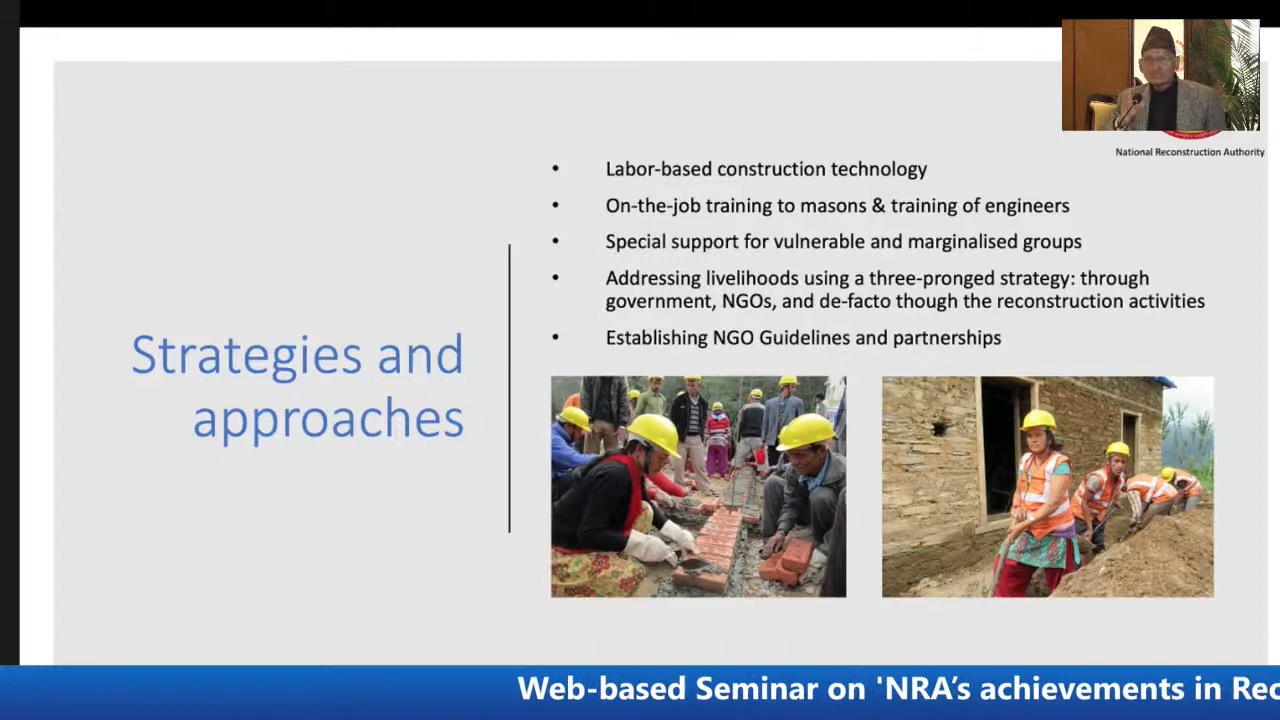 National Reconstruction Authority
• Labor-based construction technology
• On-the-job training to masons & training of engineers
• Special support for vulnerable and marginalised groups
• Addressing livelihoods using a three-pronged strategy: through
government, NGOs, and de-facto though the reconstruction activities
• Establishing NGO Guidelines and partnerships
Strategies and
approaches
Web-based Seminar on 'NRA's achievements in Rec